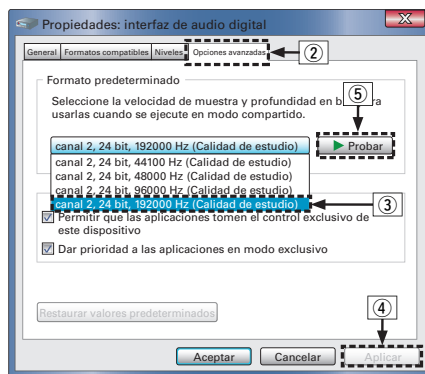 Propiedades: interfaz de audio digital
General Formatos compatibles Niveles Opciones avanzadas
2
Formato predeterminado
5
Seleccione la velocidad de muestra y profundidad en b ra
usarlas cuando se ejecute en modo compartido.
canal 2, 24 bit, 192000 Hz (Calidad de estudio)
Probar
canal 2, 24 bit, 44100 Hz (Calidad de estudio)
canal 2, 24 bit, 48000 Hz (Calidad de estudio)
canal 2, 24 bit, 96000 Hz (Calidad de estudio)
canal 2, 24 bit, 192000 Hz (Calidad de estudio)
3
Permitir que las aplicaciones tomen el control exclusivo de
este dispositivo
Dar prioridad a las aplicaciones en modo exclusivo
Restaurar valores predeterminados
4
Aceptar Cancelar Aplicar